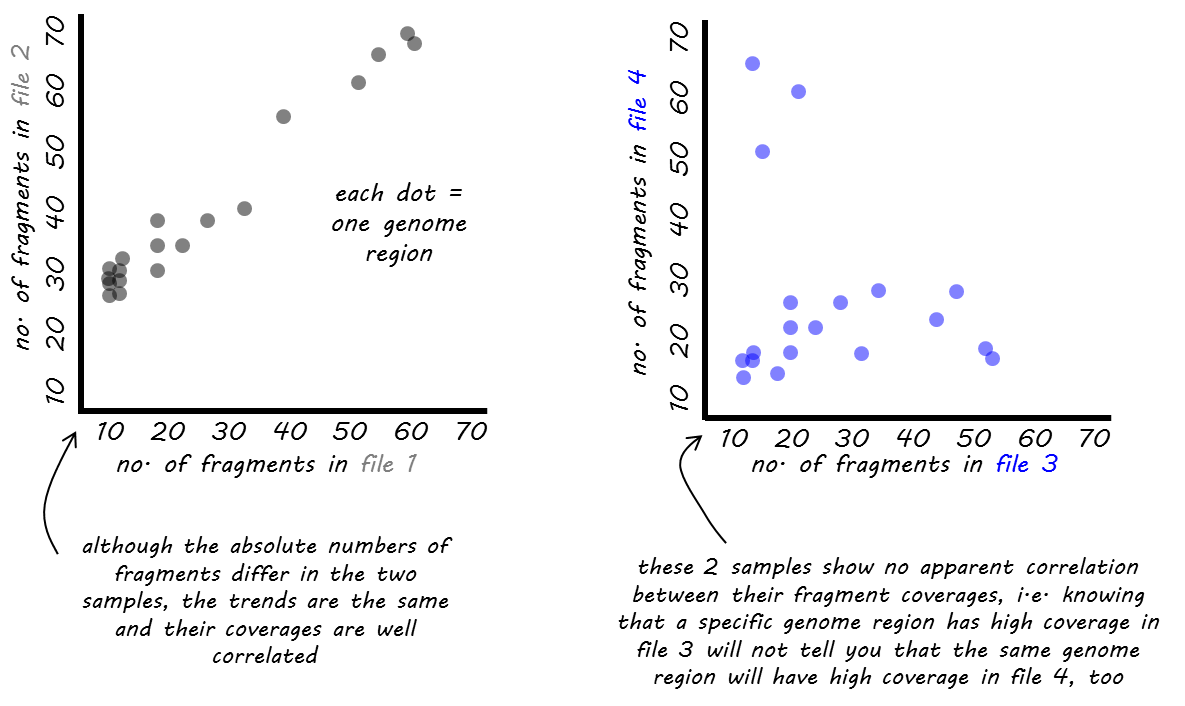 no. of fragments in file 2
70
60
50
40
30
20
10
each dot =
one genome
region
10 20 30 40 50 60 70
no. of fragments in file 1
although the absolute numbers of
fragments differ in the two
samples, the trends are the same
and their coverages are well
correlated
no. of fragments in file 4
70
60
50
40
30
20
10
10 20 30 40 50 60 70
no. of fragments in file 3
these 2 samples show no apparent correlation
between their fragment coverages, i.e. knowing
that a specific genome region has high coverage in
file 3 will not tell you that the same genome
region will have high coverage in file 4, too